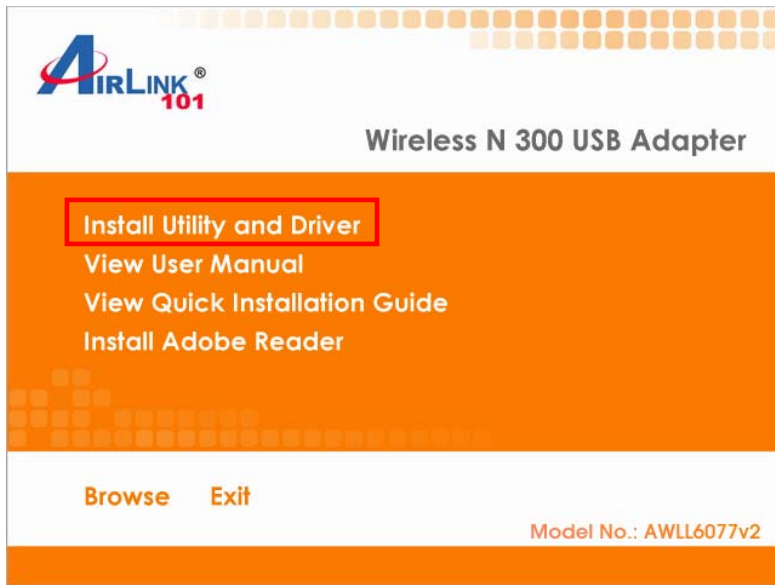 AIRLINK®
101
Wireless N 300 USB Adapter
Install Utility and Driver
View User Manual
View Quick Installation Guide
Install Adobe Reader
Browse Exit
Model No.: AWLL6077v2